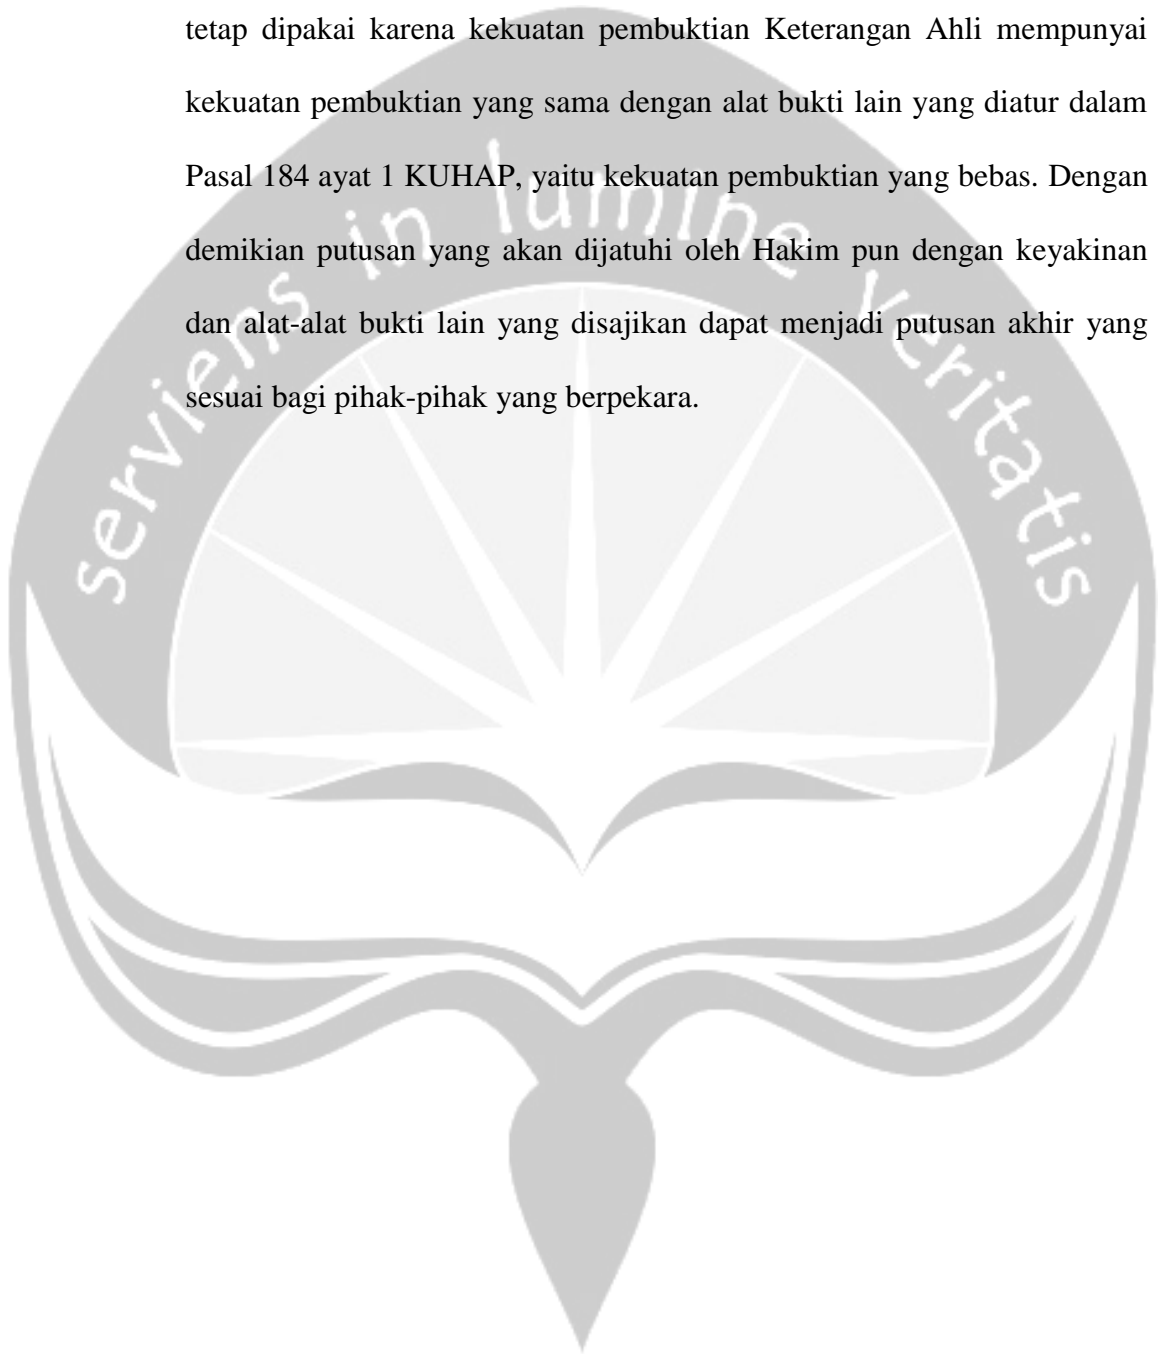 tetap dipakai karena kekuatan pembuktian Keterangan Ahli mempunyai
kekuatan pembuktian yang sama dengan alat bukti lain yang diatur dalam
Pasal 184 ayat 1 KUHAP, yaitu kekuatan pembuktian yang bebas. Dengan
demikian putusan yang akan dijatuhi oleh Hakim pun dengan keyakinan
dan alat-alat bukti lain yang disajikan dapat menjadi putusan akhir yang
sesuai bagi pihak-pihak yang berpekara.
serviens in lumine veritatis